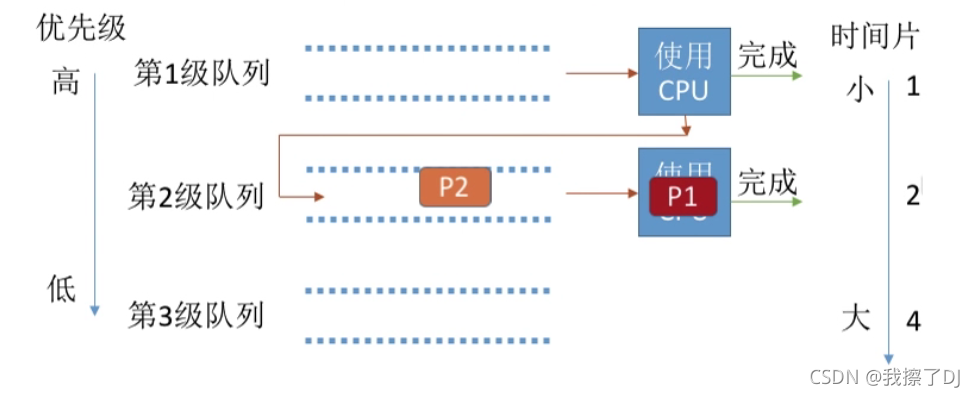 优先级
高
第1级队列
使用
CPU
完成
时间片
小
1
第2级队列
P2
使用
P1
完成
2
低
第3级队列
大
4
CSDN @我擦了DJ